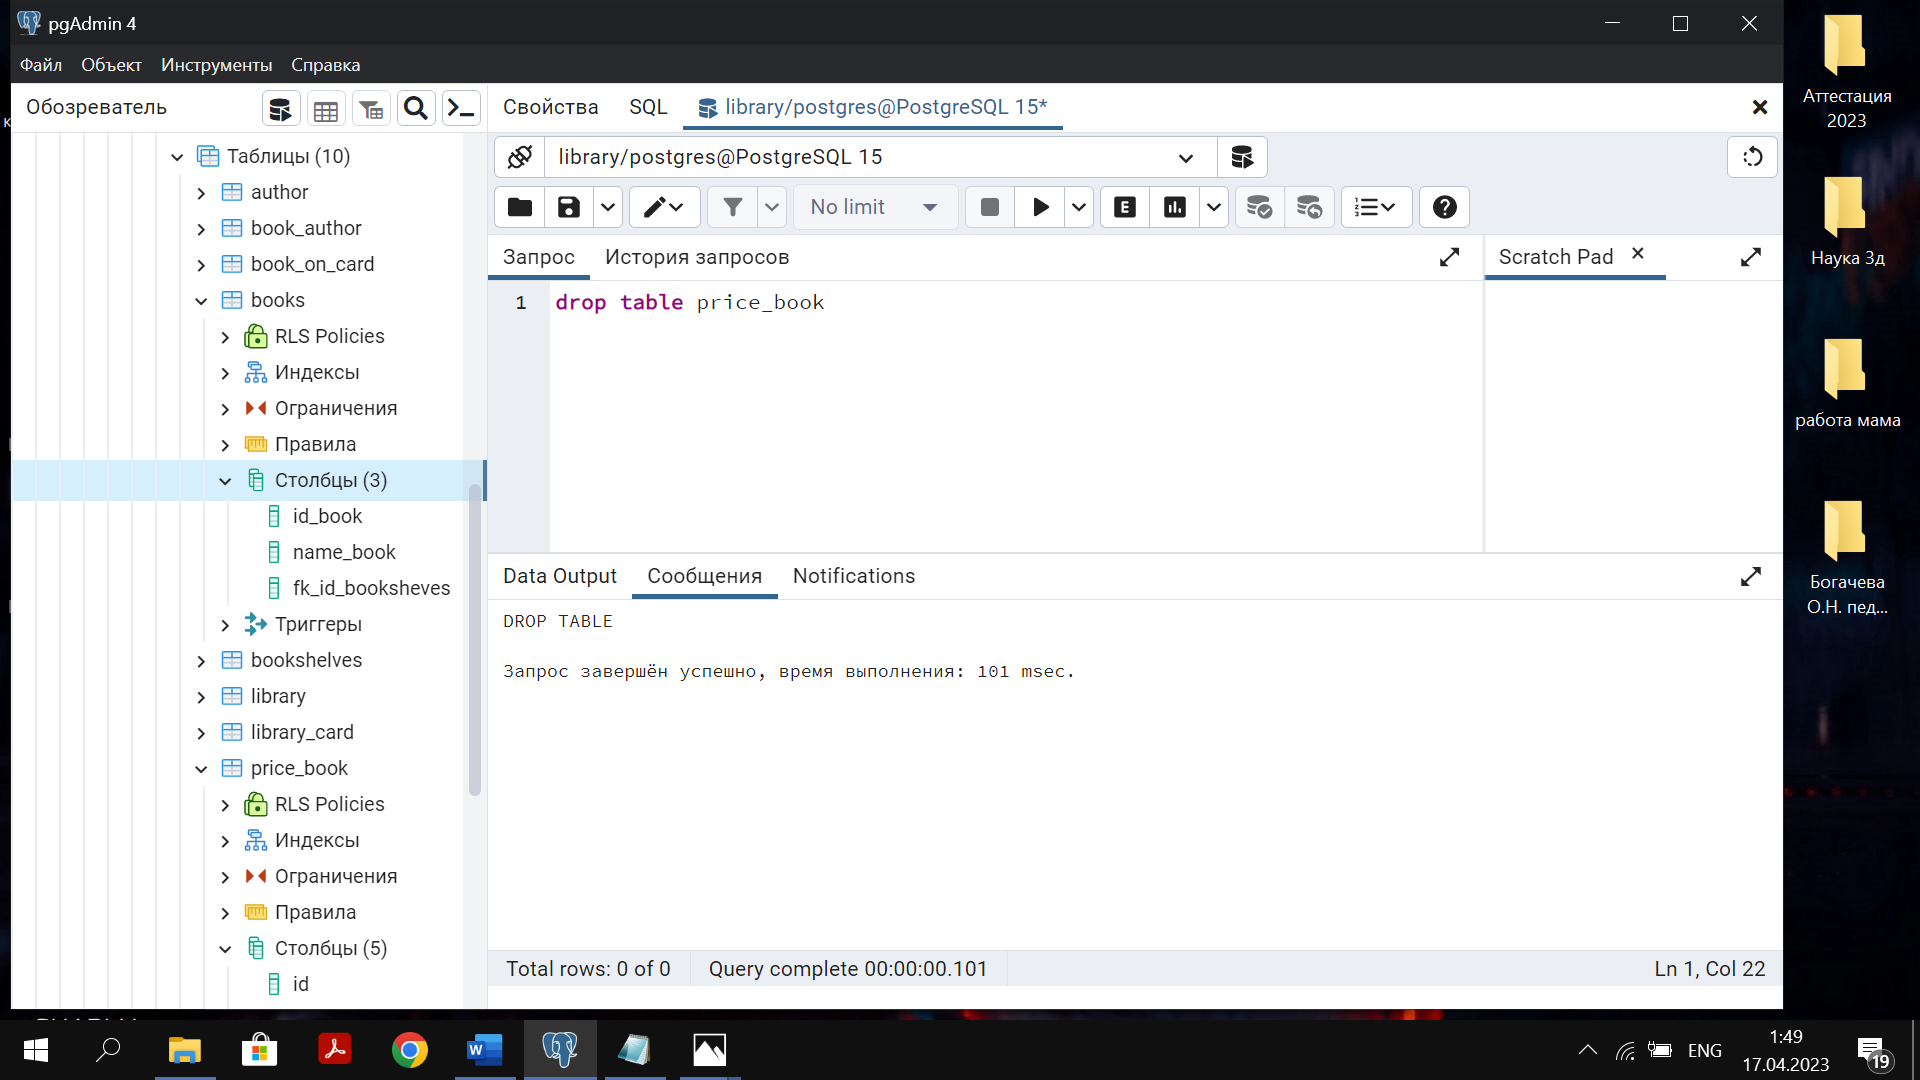 pgAdmin 4
Файл Объект Инструменты Справка
Обозреватель
Свойства SQL library/postgres@PostgreSQL 15*
library/postgres@PostgreSQL 15
No limit
Запрос История запросов
Scratch Pad
1 drop table price_book
Таблицы (10)
author
book_author
book_on_card
books
RLS Policies
Индексы
Ограничения
Правила
Столбцы (3)
id_book
name_book
fk_id_booksheves
Триггеры
bookshelves
library
library_card
price_book
RLS Policies
Индексы
Ограничения
Правила
Столбцы (5)
id
Data Output Сообщения Notifications
DROP TABLE
Запрос завершён успешно, время выполнения: 101 msec.
Total rows: 0 of 0 Query complete 00:00:00.101 Ln 1, Col 22
Аттестация
2023
Наука 3д
работа мама
Богачева
О.Н. пед...
ENG
1:49
17.04.2023
19